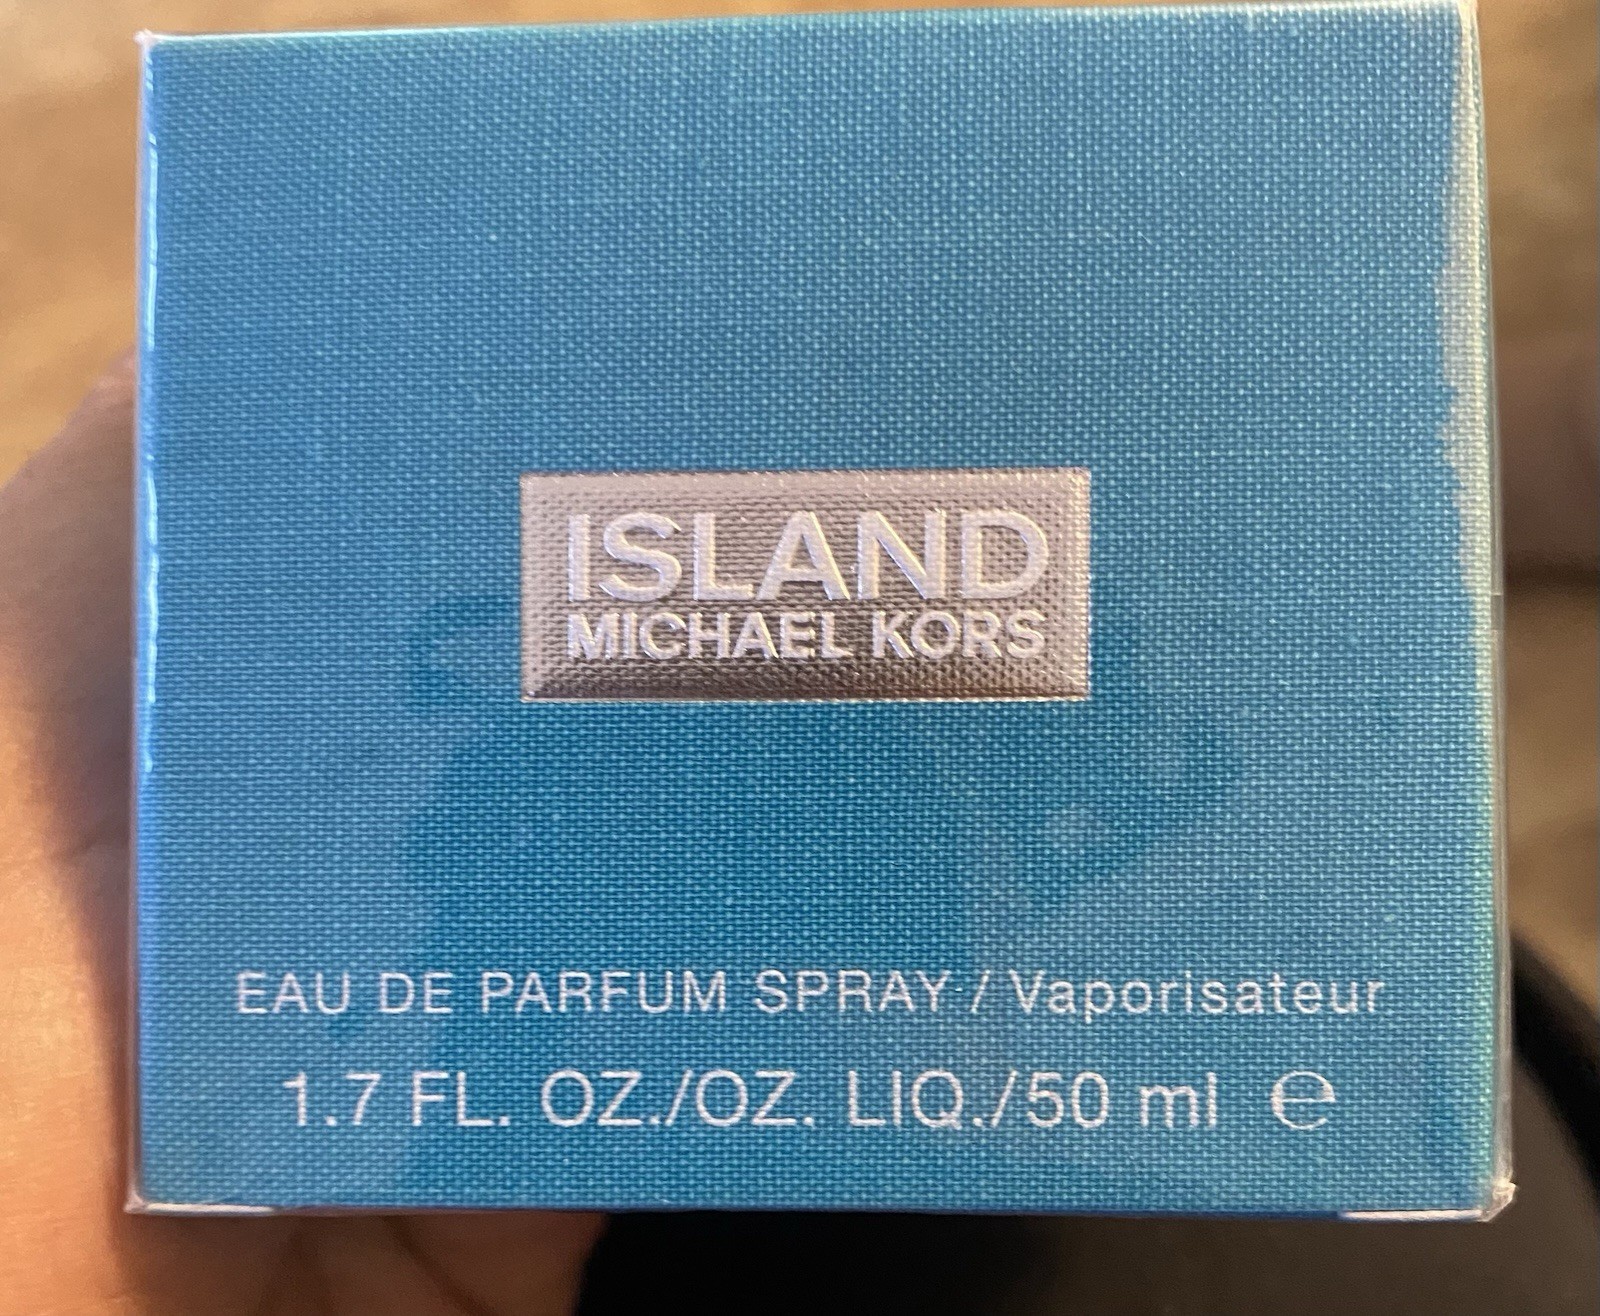 ISLAND
MICHAEL KORS
EAU DE PARFUM SPRAY / Vaporisateur
1.7 FL. OZ./OZ. LIQ./50 ml ℮